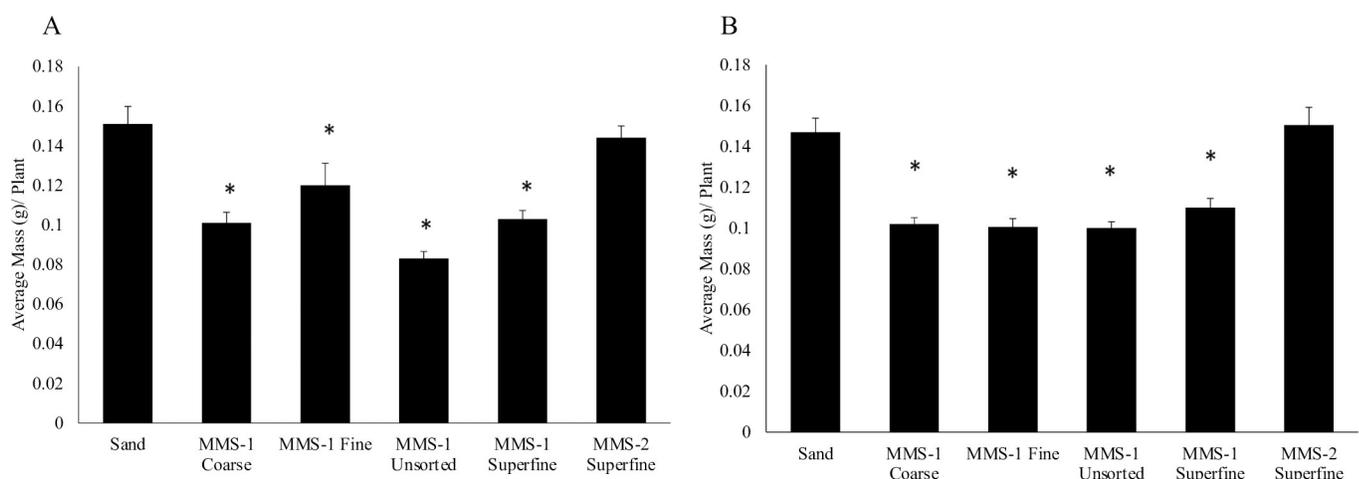 A
Average Mass (g)/ Plant
0.18
0.16
0.14
0.12
0.1
0.08
0.06
0.04
0.02
0
*
*
*
*
Sand
MMS-1
Coarse
MMS-1 Fine
MMS-1
Unsorted
MMS-1
Superfine
MMS-2
Superfine
B
Average Mass (g)/ Plant
0.18
0.16
0.14
0.12
0.1
0.08
0.06
0.04
0.02
0
*
*
*
*
Sand
MMS-1
Coarse
MMS-1 Fine
MMS-1
Unsorted
MMS-1
Superfine
MMS-2
Superfine